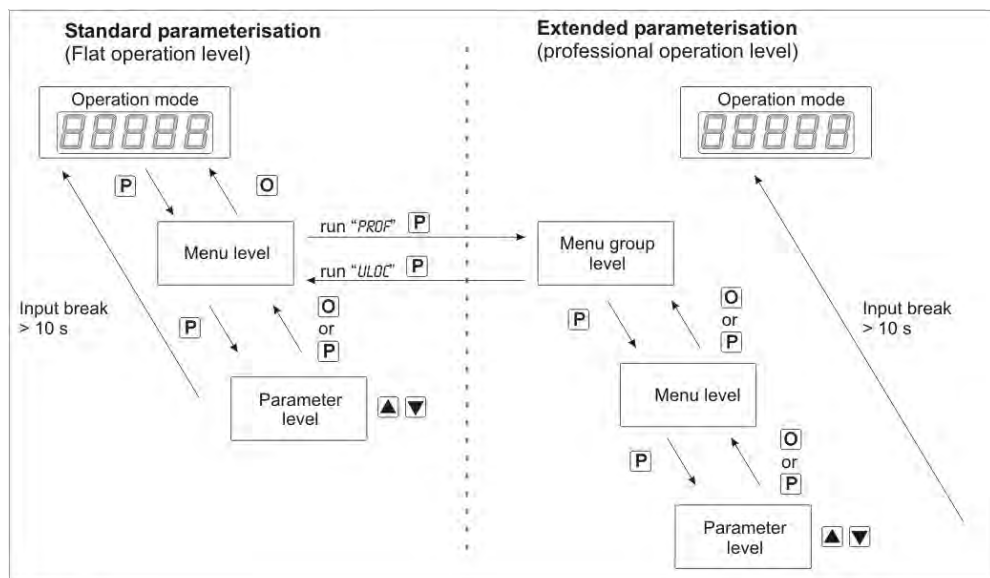 Standard parameterisation
(Flat operation level)
Operation mode
88888
P
O
Menu level
run "PROF" P
run "ULOC" P
Input break
> 10 s
P
O
or
P
Parameter
level
▲ ▼
Extended parameterisation
(professional operation level)
Operation mode
88888
Menu group
level
P
O
or
P
Input break
> 10 s
Menu level
P
O
or
P
Parameter
level
▲ ▼